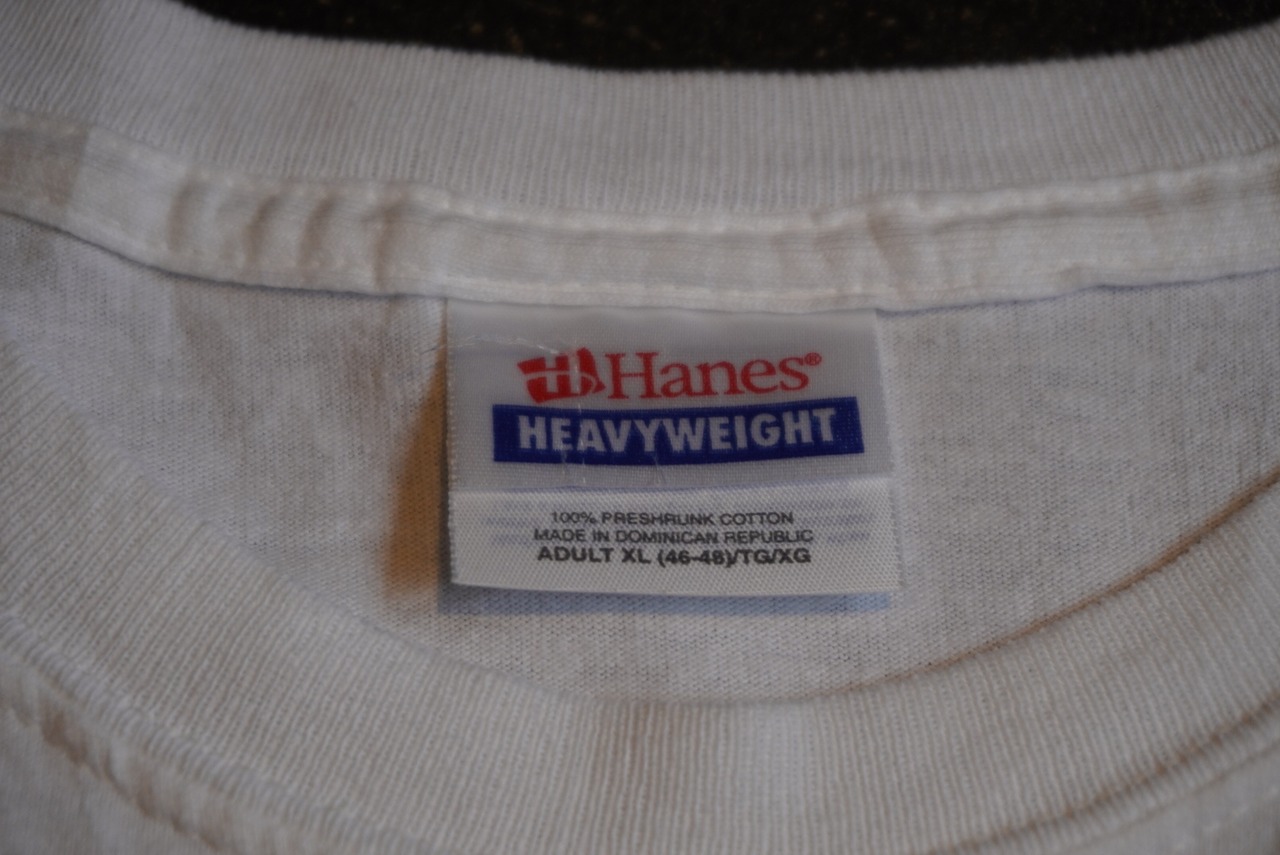 Hanes®
HEAVYWEIGHT
100% PRESHRUNK COTTON
MADE IN DOMINICAN REPUBLIC
ADULT XL (46-48)/TG/XG